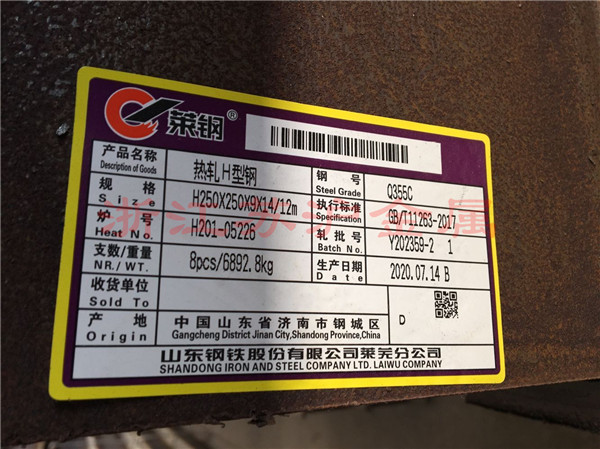 莱钢®
产品名称 热轧H型钢 钢号 Q355C
Description of Goods Steel Grade
规格 H250X250X9X14/12m 执行标准 GB/T11263-2017
Size Specification
炉号 H201-05226 轧批号 Y202359-2 1
Heat No. Batch No.
支数/重量 8pcs/6892.8kg 生产日期 2020.07.14 B
NR./WT. Date
收货单位
Sold To D
产地 中国山东省济南市钢城区
Origin Gangcheng District Jinan City,Shandong Province,China
山东钢铁股份有限公司莱芜分公司
SHANDONG IRON AND STEEL COMPANY LTD. LAIWU COMPANY